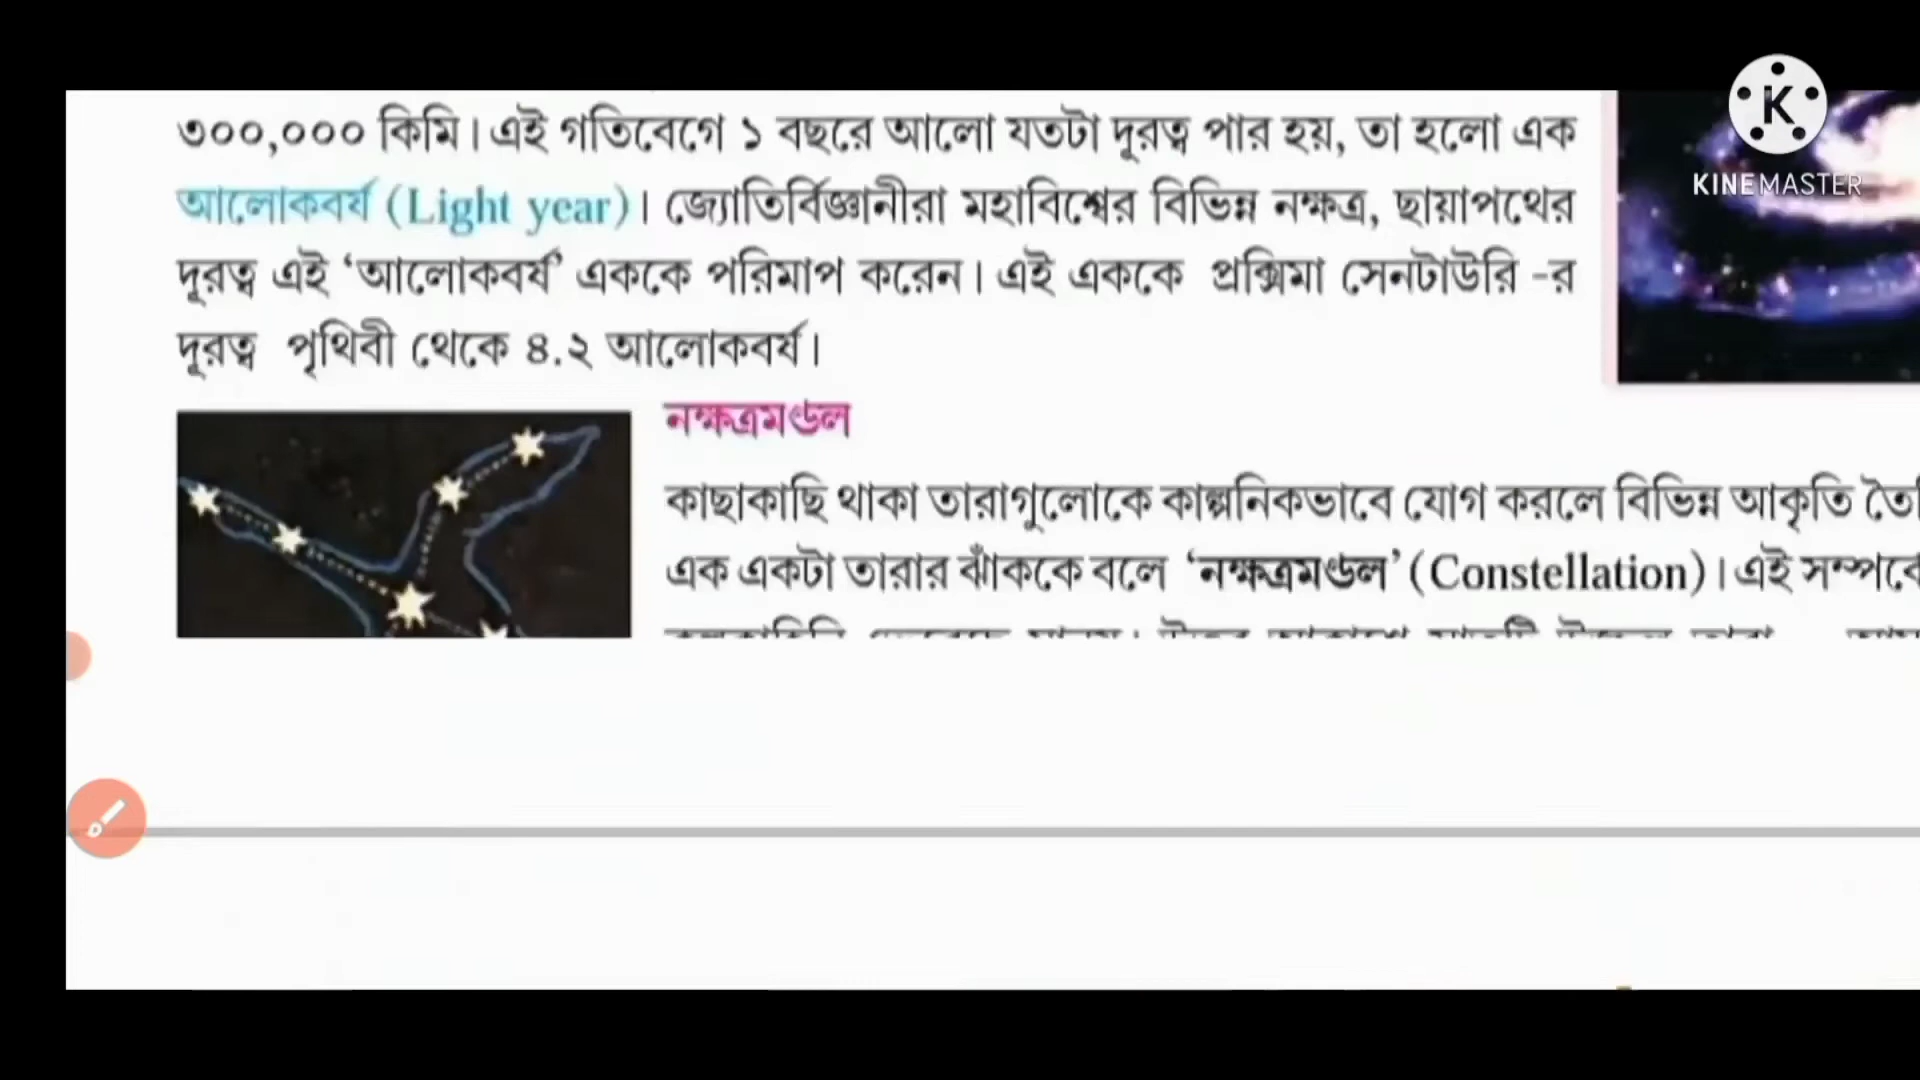 ৩০০,০০০ কিমি। এই গতিবেগে ১ বছরে আলো যতটা দূরত্ব পার হয়, তা হলো এক
আলোকবর্ষ (Light year)। জ্যোতির্বিজ্ঞানীরা মহাবিশ্বের বিভিন্ন নক্ষত্র, ছায়াপথের
দূরত্ব এই ‘আলোকবর্ষ’ এককে পরিমাপ করেন। এই এককে প্রক্সিমা সেনটাউরি -র
দূরত্ব পৃথিবী থেকে ৪.২ আলোকবর্ষ।
নক্ষত্রমণ্ডল
কাছাকাছি থাকা তারাগুলোকে কাল্পনিকভাবে যোগ করলে বিভিন্ন আকৃতি
এক একটা তারার ঝাঁককে বলে ‘নক্ষত্রমণ্ডল’ (Constellation)। এই
K
KINEMASTER